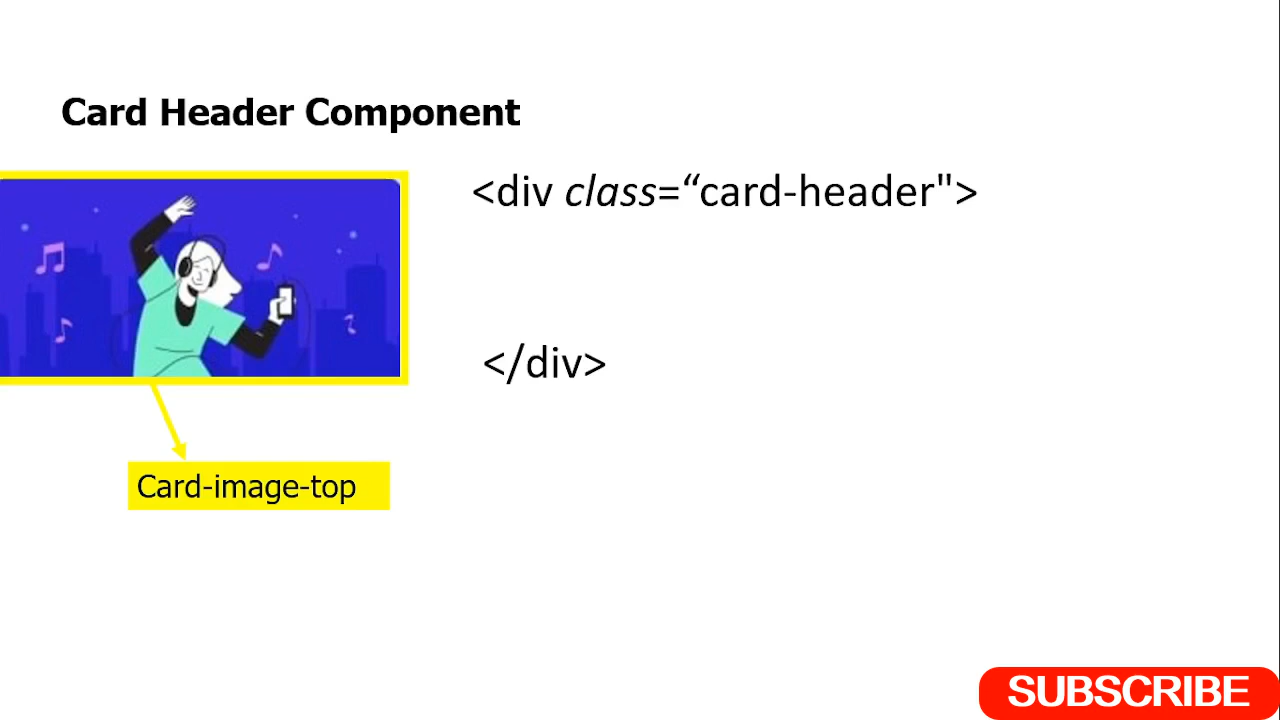 Card Header Component
<div class=“card-header">
</div>
Card-image-top
SUBSCRIBE